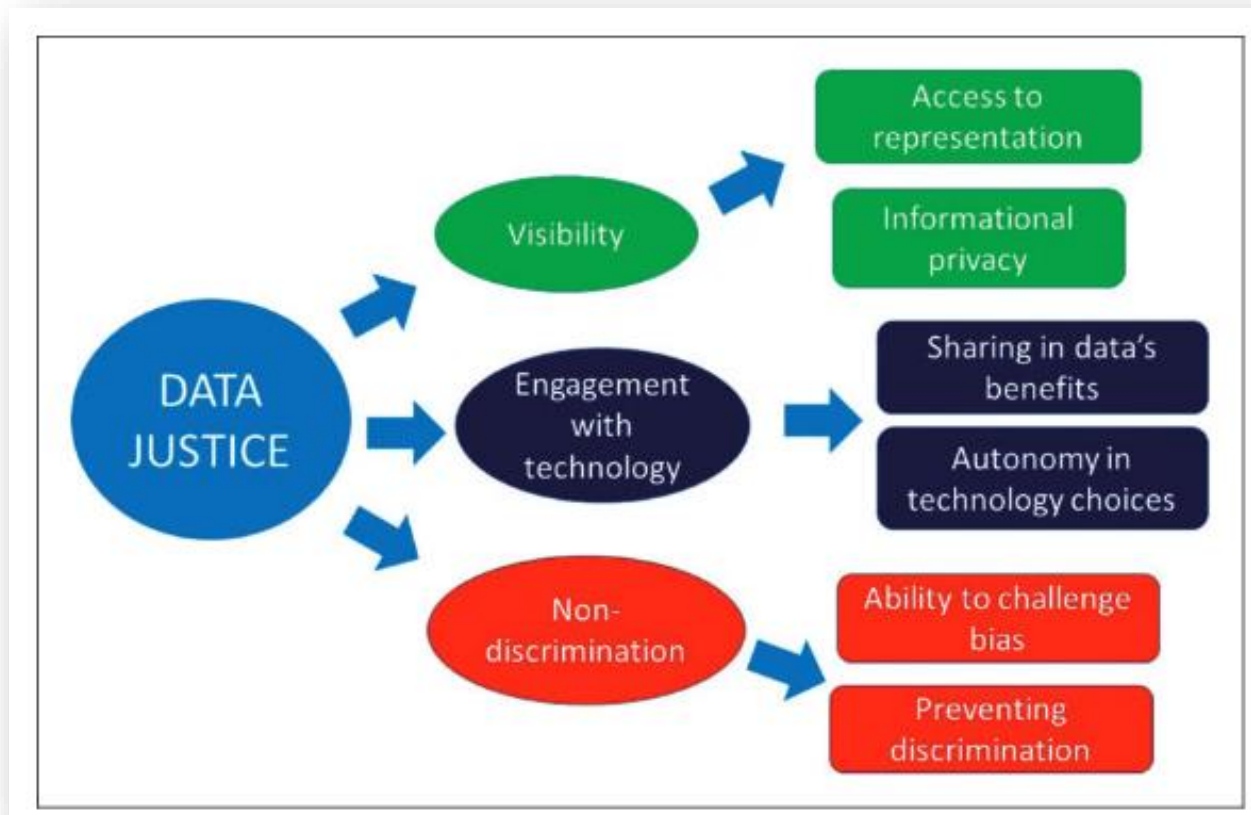 DATA
JUSTICE
Visibility
Access to
representation
Informational
privacy
Engagement
with
technology
Sharing in data's
benefits
Autonomy in
technology choices
Non-
discrimination
Ability to challenge
bias
Preventing
discrimination